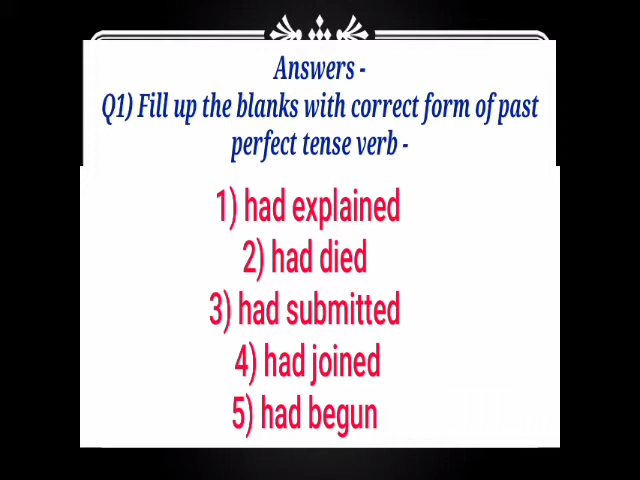 Answers -
Q1) Fill up the blanks with correct form of past
perfect tense verb -
1) had explained
2) had died
3) had submitted
4) had joined
5) had begun